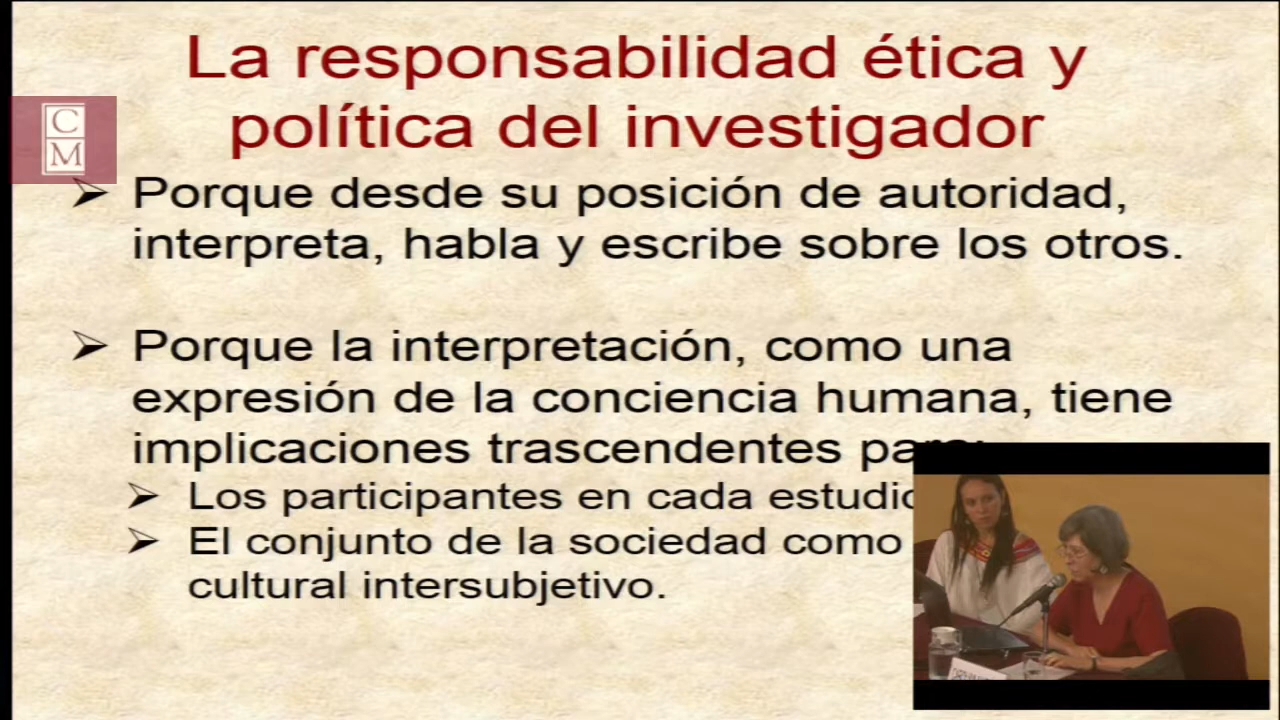 La responsabilidad ética y
política del investigador
C
M
Porque desde su posición de autoridad,
interpreta, habla y escribe sobre los otros.
Porque la interpretación, como una
expresión de la conciencia humana, tiene
implicaciones trascendentes para:
Los participantes en cada estudio
El conjunto de la sociedad como
cultural intersubjetivo.